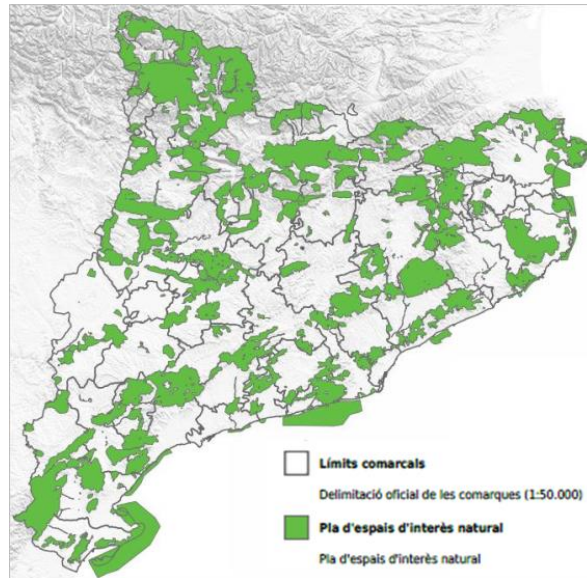 Límits comarcals
Delimitació oficial de les comarques (1:50.000)
Pla d'espais d'interès natural
Pla d'espais d'interès natural